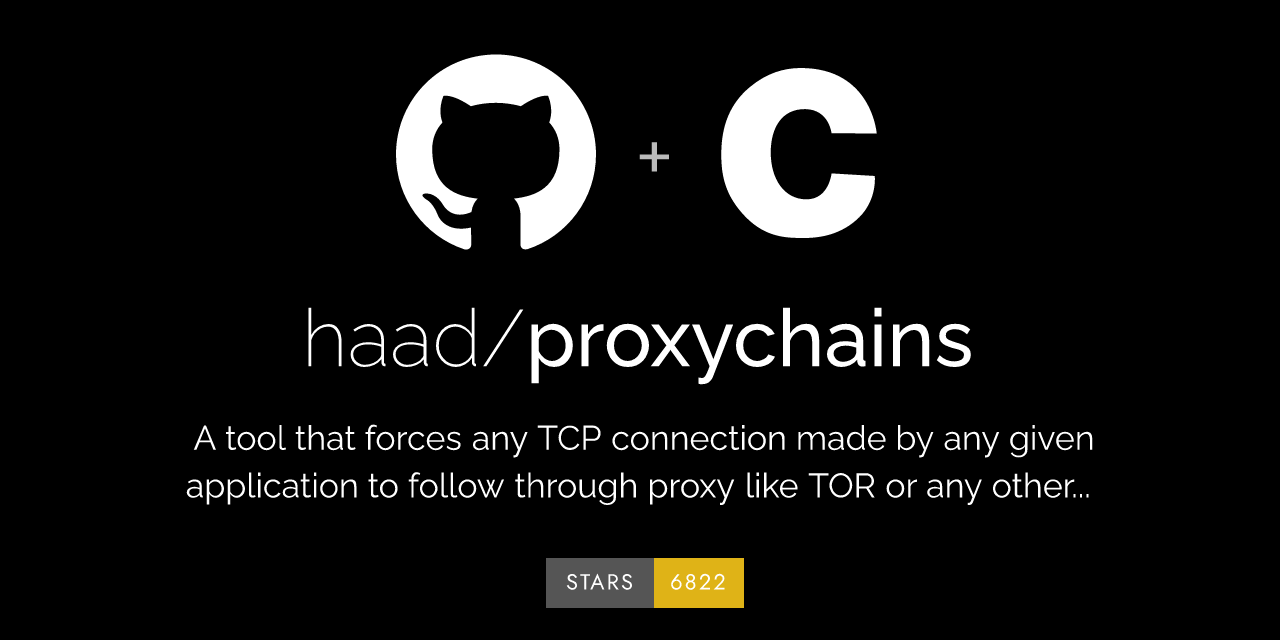 + C
haad/proxychains
A tool that forces any TCP connection made by any given
application to follow through proxy like TOR or any other...
STARS 6822